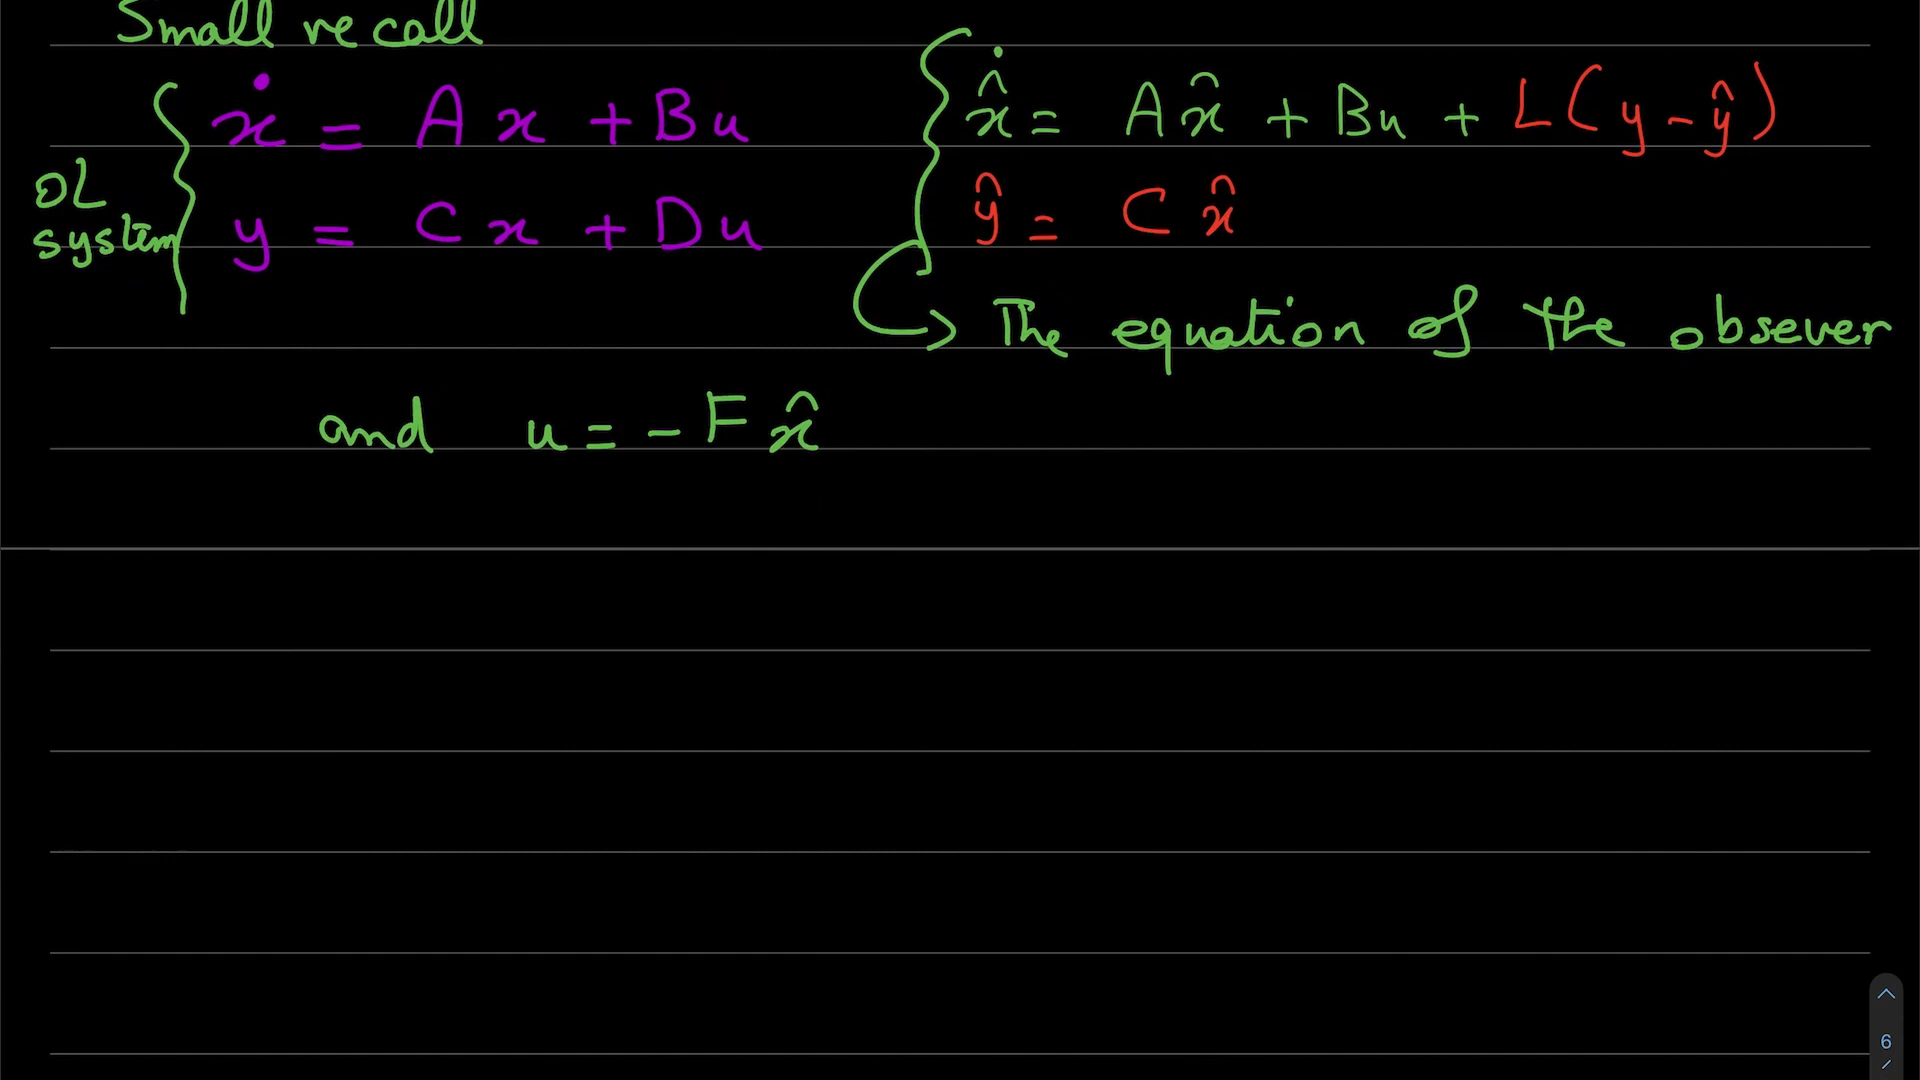 Small recall
OL system
ẋ = Ax + Bu
y = Cx + Du
x̂̇ = Ax̂ + Bu + L(y - ŷ)
ŷ = Cx̂
The equation of the obsever
and u = - Fx̂
6